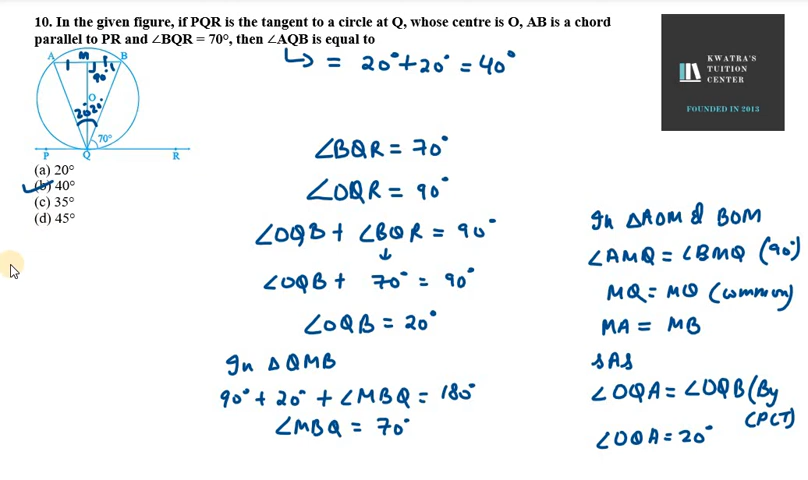 10. In the given figure, if PQR is the tangent to a circle at Q, whose centre is O, AB is a chord
parallel to PR and ∠BQR = 70°, then ∠AQB is equal to
↳ = 20°+20° = 40°
KWATRA'S
TUITION
CENTER
FOUNDED IN 2013
A
M
B
90°
O
20° 20°
70°
P
Q
R
(a) 20°
(b) 40°
(c) 35°
(d) 45°
∠BQR = 70°
∠OQR = 90°
∠OQB + ∠BQR = 90°
↓
∠OQB + 70° = 90°
∠OQB = 20°
In △QMB
90° + 20° + ∠MBQ = 180°
∠MBQ = 70°
In △AOM & BOM
∠AMQ = ∠BMQ (90°)
MQ = MQ (common)
MA = MB
SAS
∠OQA = ∠OQB (By
CPCT)
∠OQA = 20°